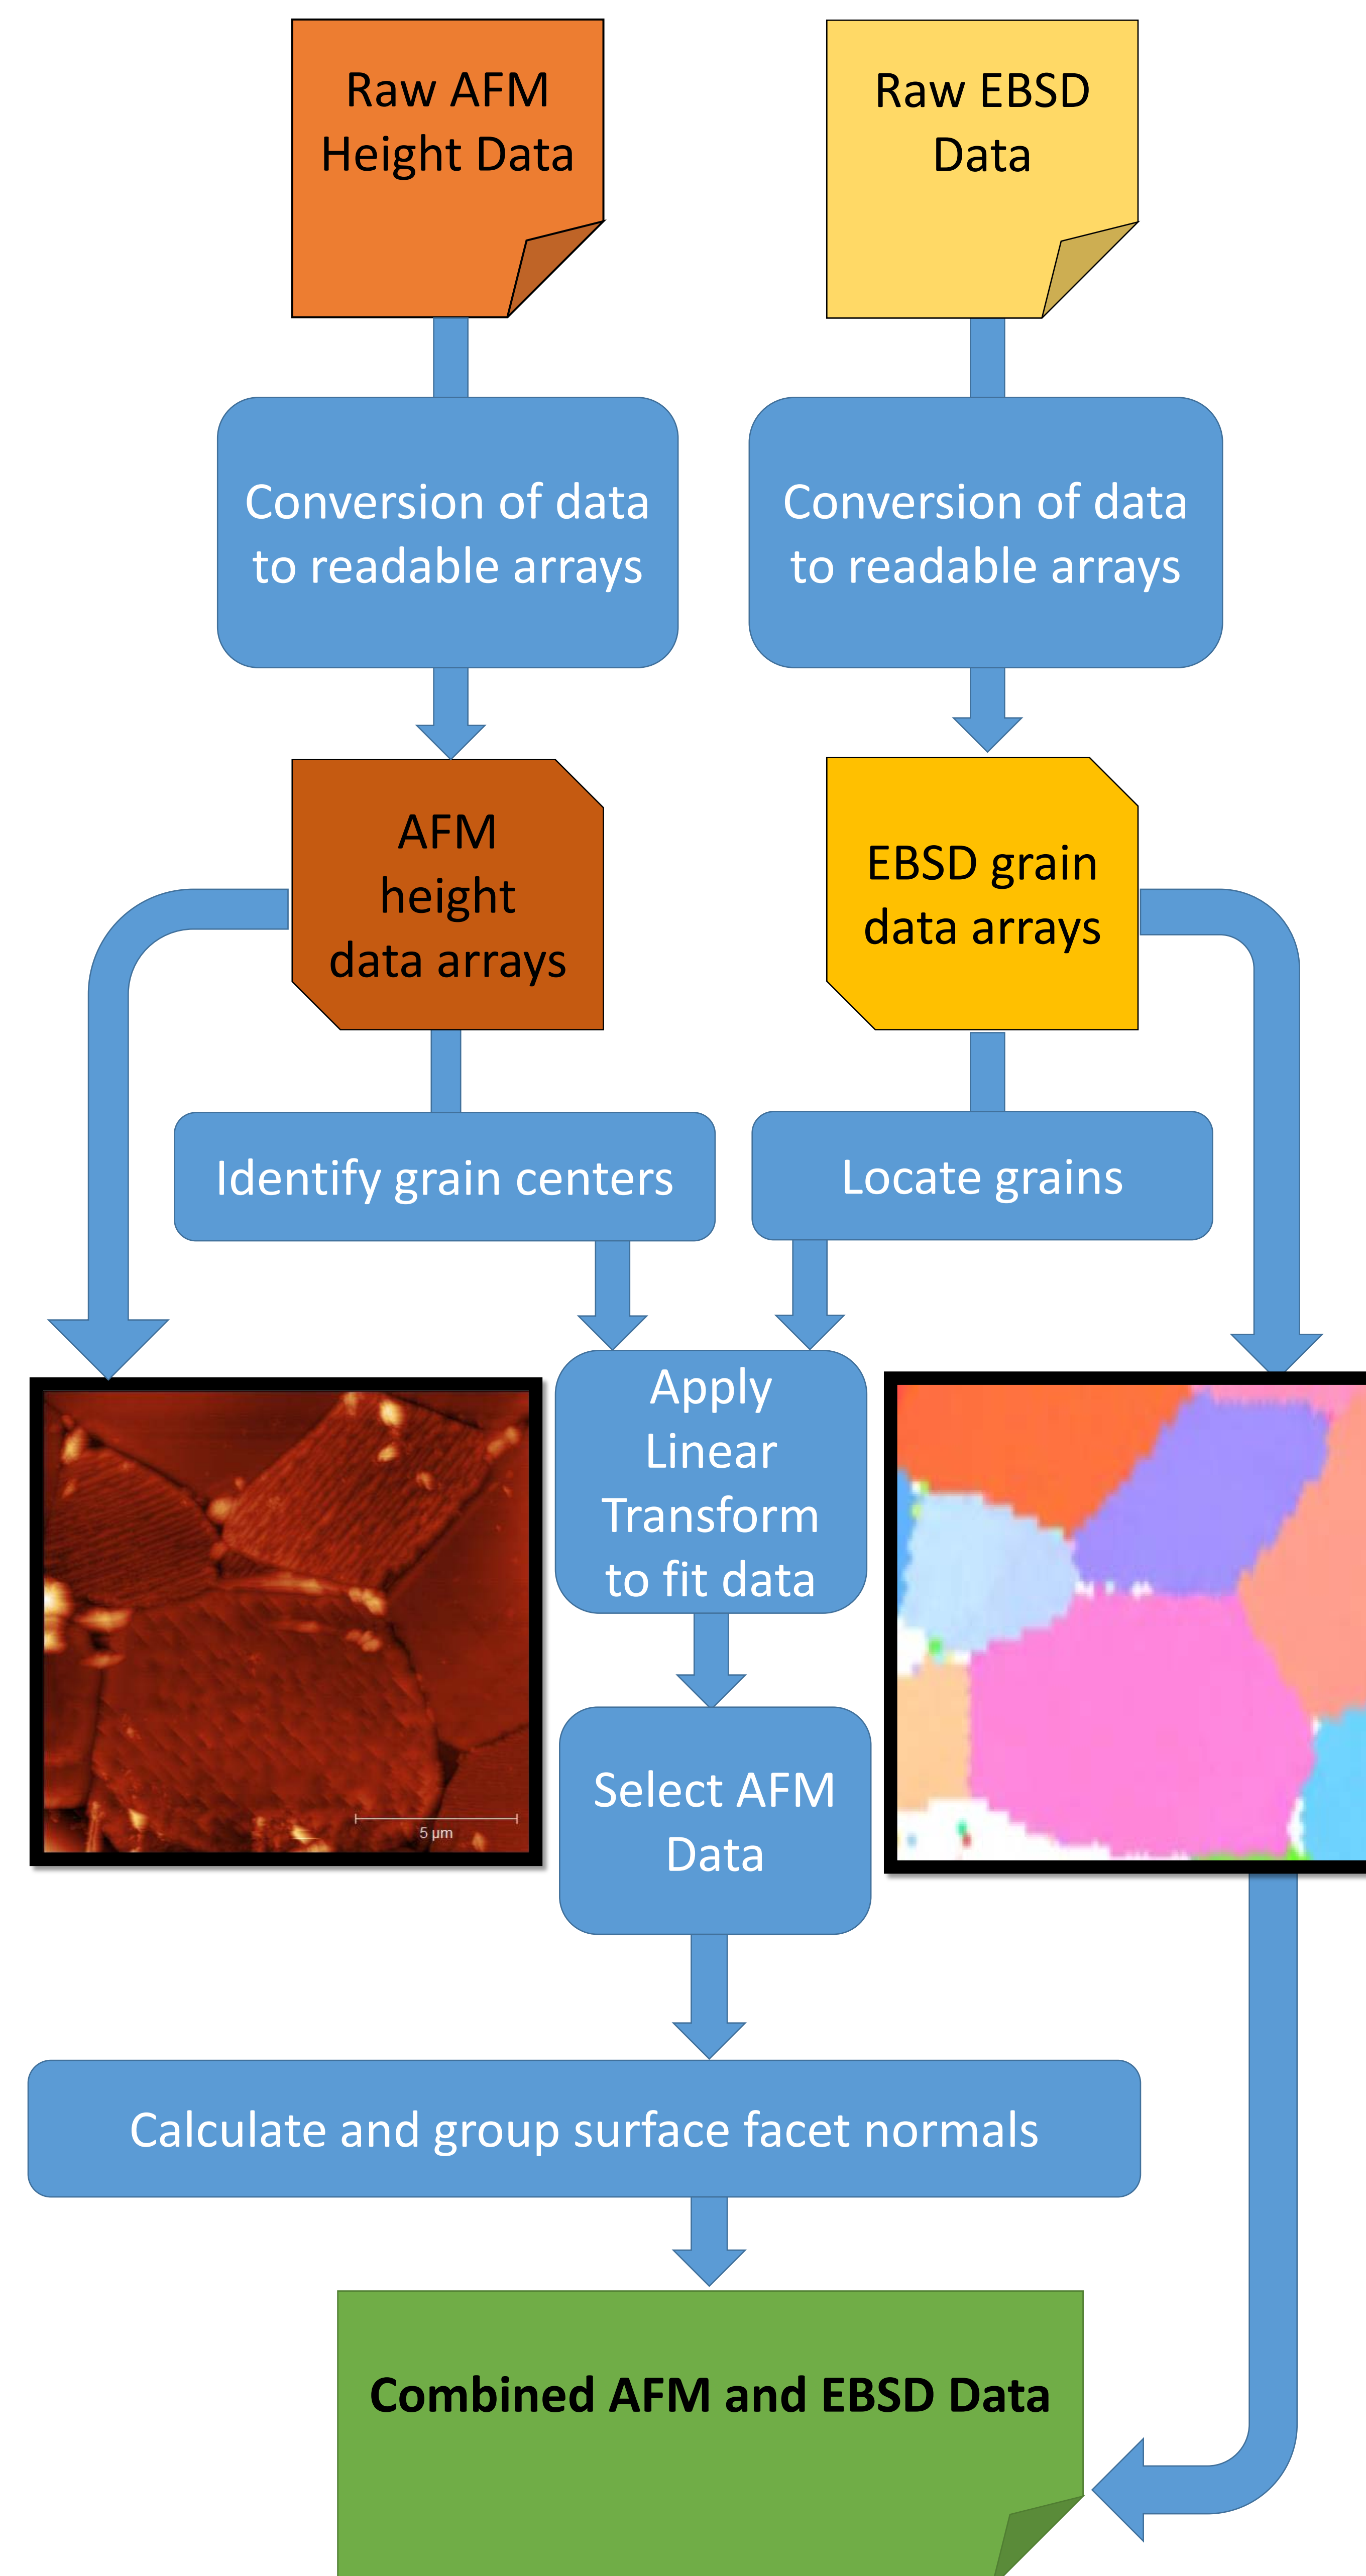 Raw AFM
Height Data
Raw EBSD
Data
Conversion of data
to readable arrays
Conversion of data
to readable arrays
AFM
height
data arrays
EBSD grain
data arrays
Identify grain centers
Locate grains
Apply
Linear
Transform
to fit data
5 µm
Select AFM
Data
Calculate and group surface facet normals
Combined AFM and EBSD Data